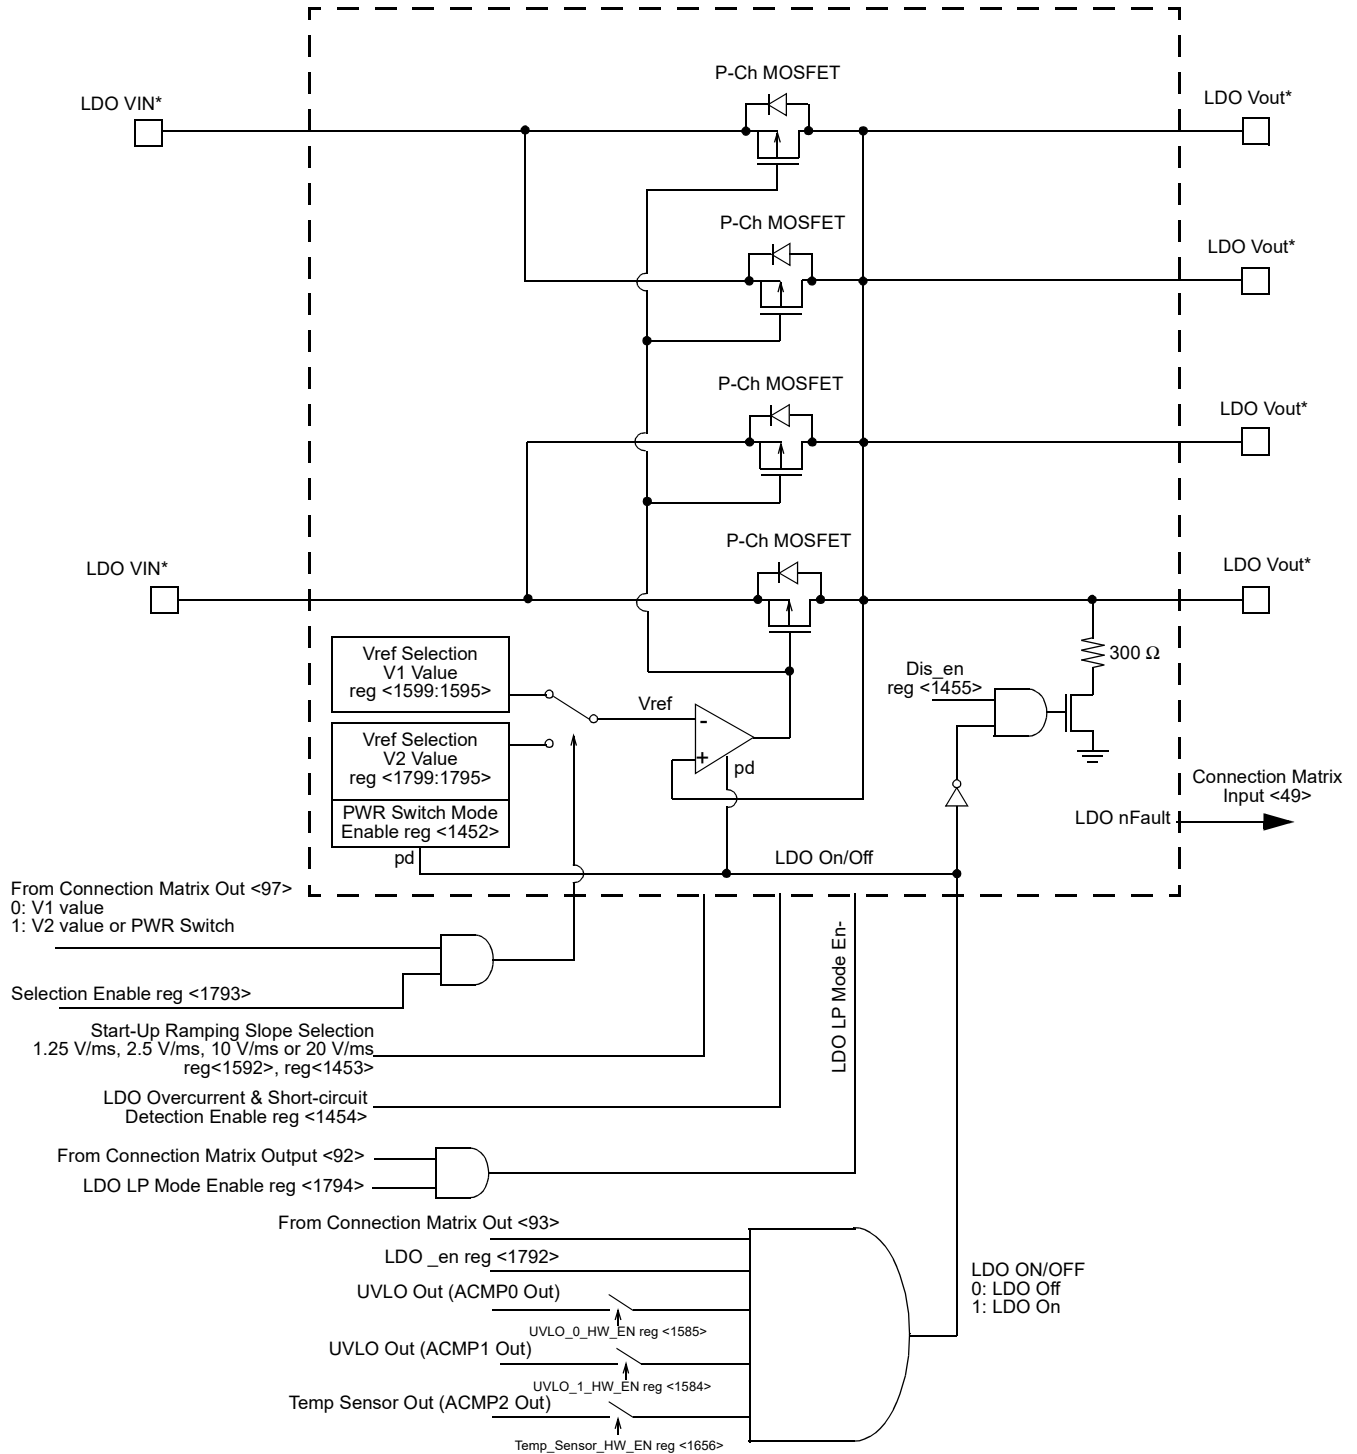 P-Ch MOSFET
LDO VIN*
LDO Vout*
P-Ch MOSFET
LDO Vout*
P-Ch MOSFET
LDO Vout*
P-Ch MOSFET
LDO VIN*
LDO Vout*
Vref Selection
V1 Value
reg <1599:1595>
Vref
Vref Selection
V2 Value
reg <1799:1795>
PWR Switch Mode
Enable reg <1452>
pd
-
+
pd
Dis_en
reg <1455>
300 Ω
Connection Matrix
Input <49>
LDO nFault
LDO On/Off
From Connection Matrix Out <97>
0: V1 value
1: V2 value or PWR Switch
Selection Enable reg <1793>
Start-Up Ramping Slope Selection
1.25 V/ms, 2.5 V/ms, 10 V/ms or 20 V/ms
reg<1592>, reg<1453>
LDO Overcurrent & Short-circuit
Detection Enable reg <1454>
LDO LP Mode En-
From Connection Matrix Output <92>
LDO LP Mode Enable reg <1794>
From Connection Matrix Out <93>
LDO _en reg <1792>
UVLO Out (ACMP0 Out)
UVLO_0_HW_EN reg <1585>
UVLO Out (ACMP1 Out)
UVLO_1_HW_EN reg <1584>
Temp Sensor Out (ACMP2 Out)
Temp_Sensor_HW_EN reg <1656>
LDO ON/OFF
0: LDO Off
1: LDO On